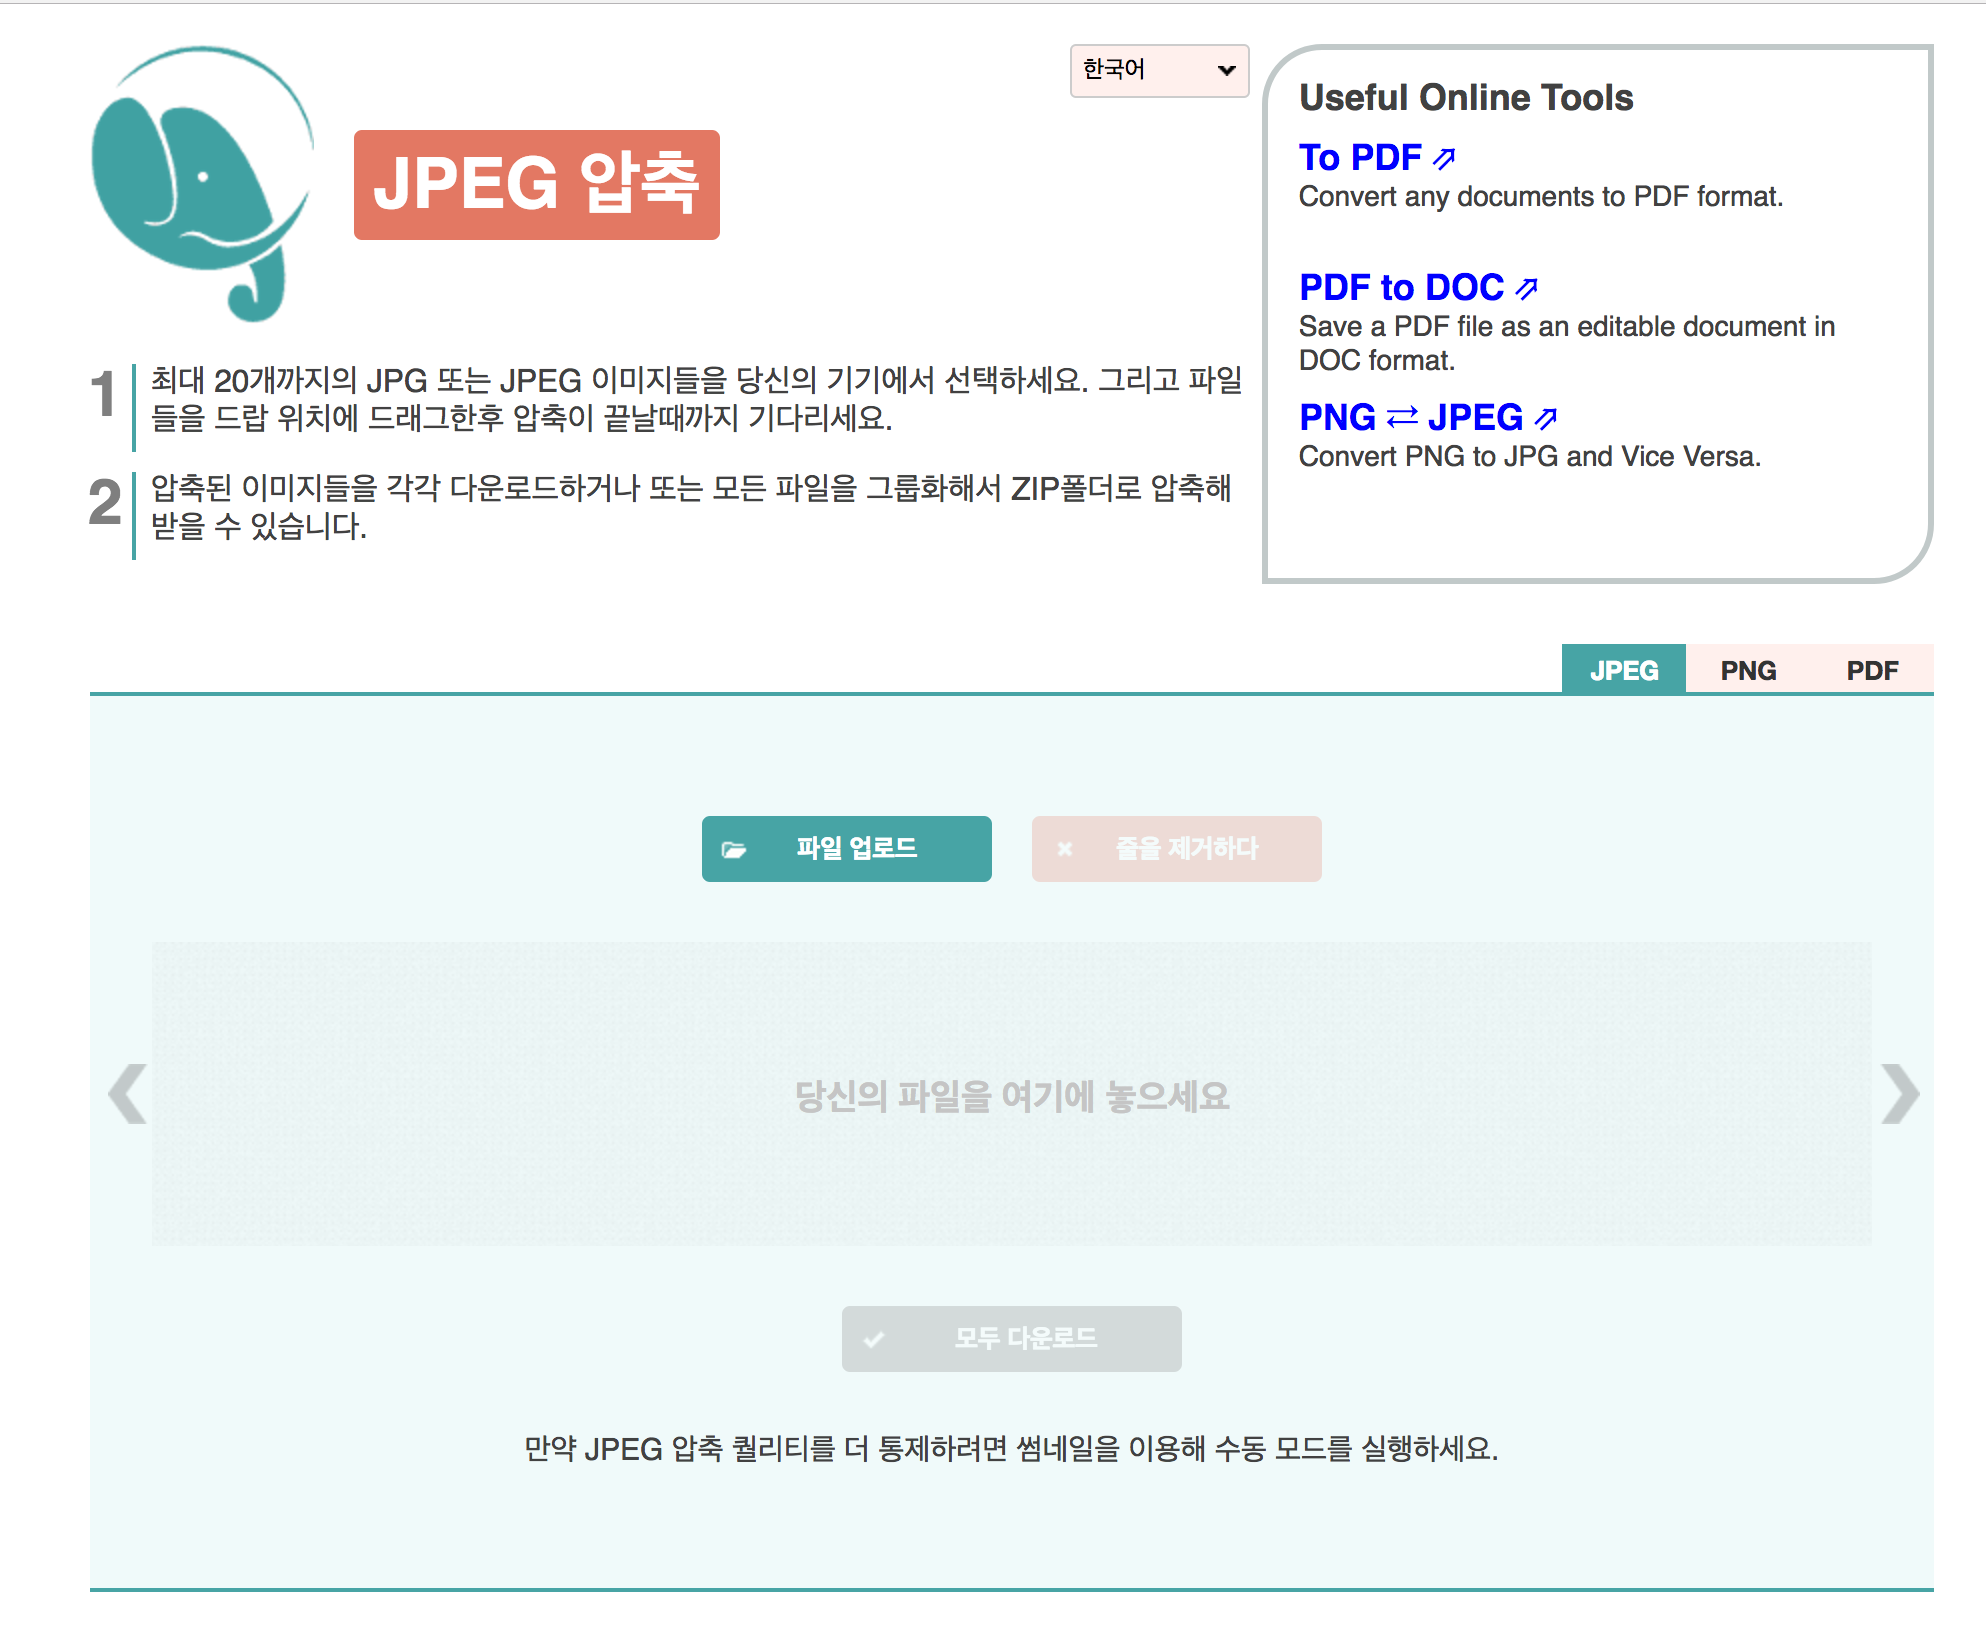 한국어
JPEG 압축
1
최대 20개까지의 JPG 또는 JPEG 이미지들을 당신의 기기에서 선택하세요. 그리고 파일
들을 드랍 위치에 드래그한후 압축이 끝날때까지 기다리세요.
2
압축된 이미지들을 각각 다운로드하거나 또는 모든 파일을 그룹화해서 ZIP폴더로 압축해
받을 수 있습니다.
Useful Online Tools
To PDF ⇗
Convert any documents to PDF format.
PDF to DOC ⇗
Save a PDF file as an editable document in
DOC format.
PNG ⇄ JPEG ⇗
Convert PNG to JPG and Vice Versa.
JPEG PNG PDF
파일 업로드 줄을 제거하다
당신의 파일을 여기에 놓으세요
모두 다운로드
만약 JPEG 압축 퀄리티를 더 통제하려면 썸네일을 이용해 수동 모드를 실행하세요.